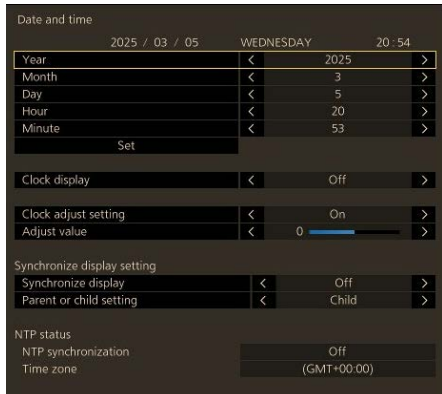 Date and time
2025 / 03 / 05 WEDNESDAY 20 : 54
Year < 2025 >
Month < 3 >
Day < 5 >
Hour < 20 >
Minute < 53 >
Set
Clock display < Off >
Clock adjust setting < On >
Adjust value < 0 >
Synchronize display setting
Synchronize display < Off >
Parent or child setting < Child >
NTP status
NTP synchronization Off
Time zone (GMT+00:00)